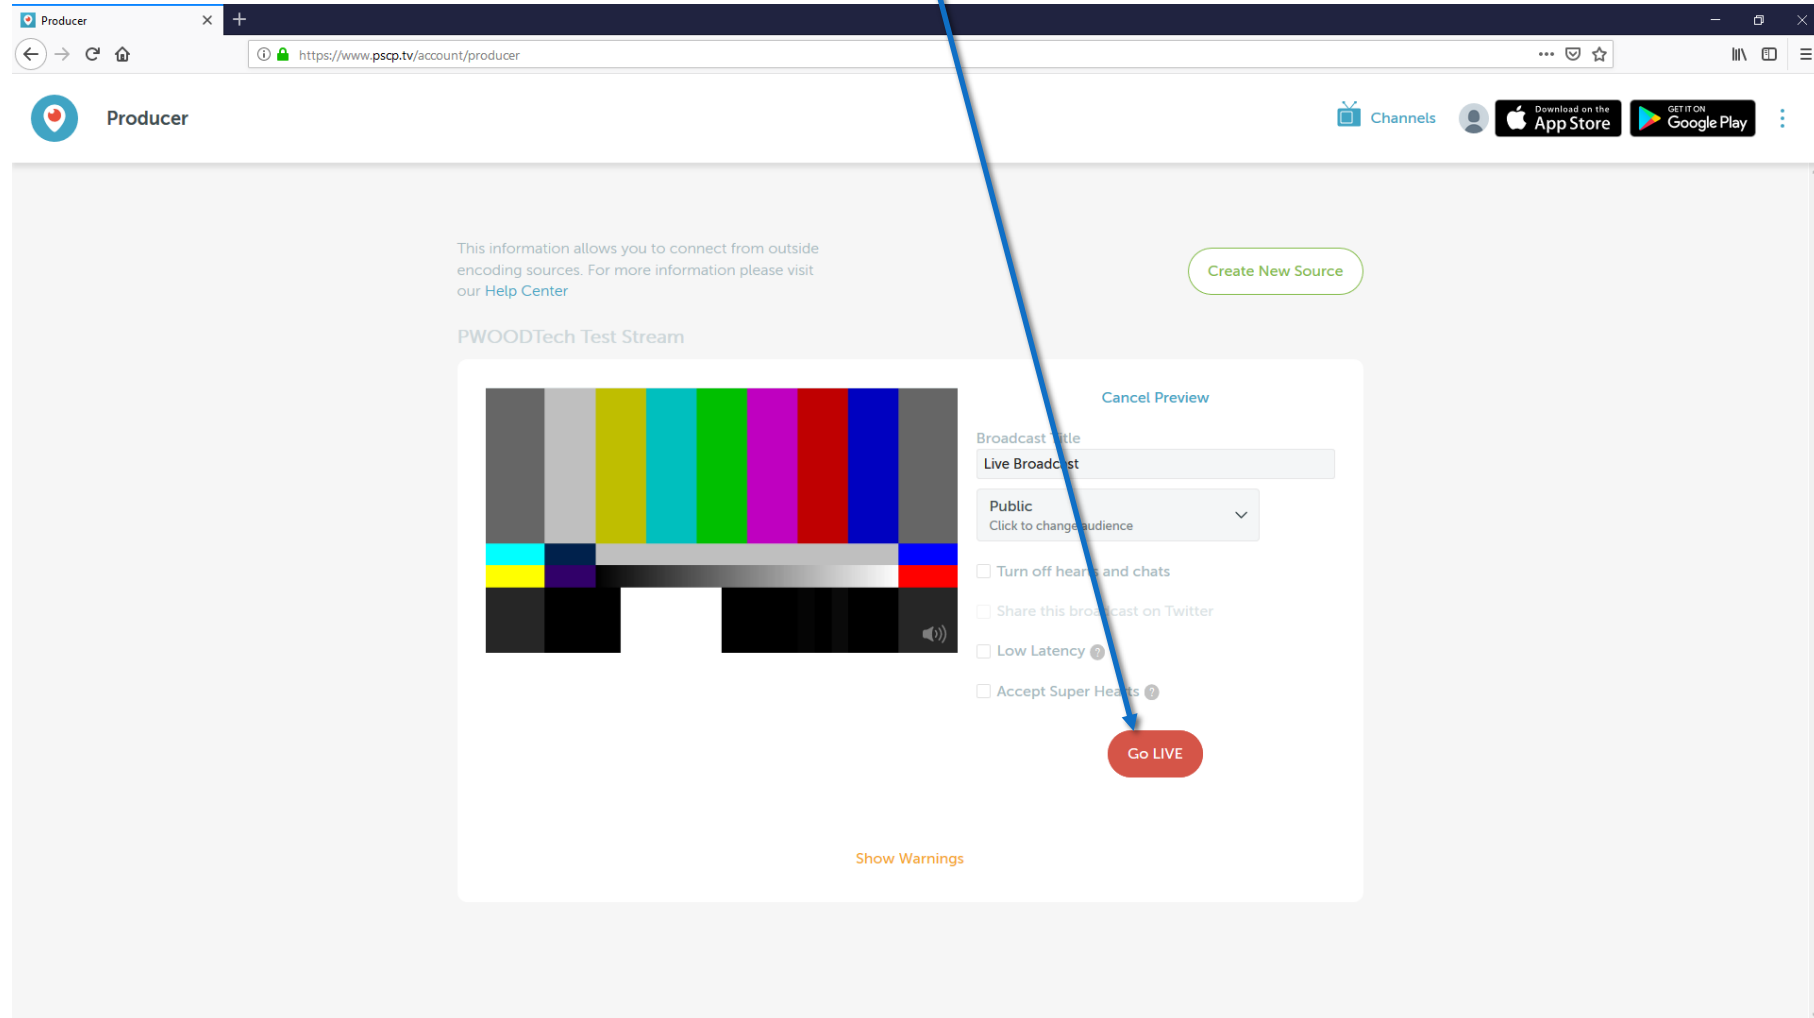 Producer
https://www.pscp.tv/account/producer
Producer
Channels
Download on the
App Store
GET IT ON
Google Play
This information allows you to connect from outside
encoding sources. For more information please visit
our Help Center
Create New Source
PWOODTech Test Stream
Cancel Preview
Broadcast Title
Live Broadcast
Public
Click to change audience
Turn off hearts and chats
Share this broadcast on Twitter
Low Latency ?
Accept Super Hearts ?
Go LIVE
Show Warnings